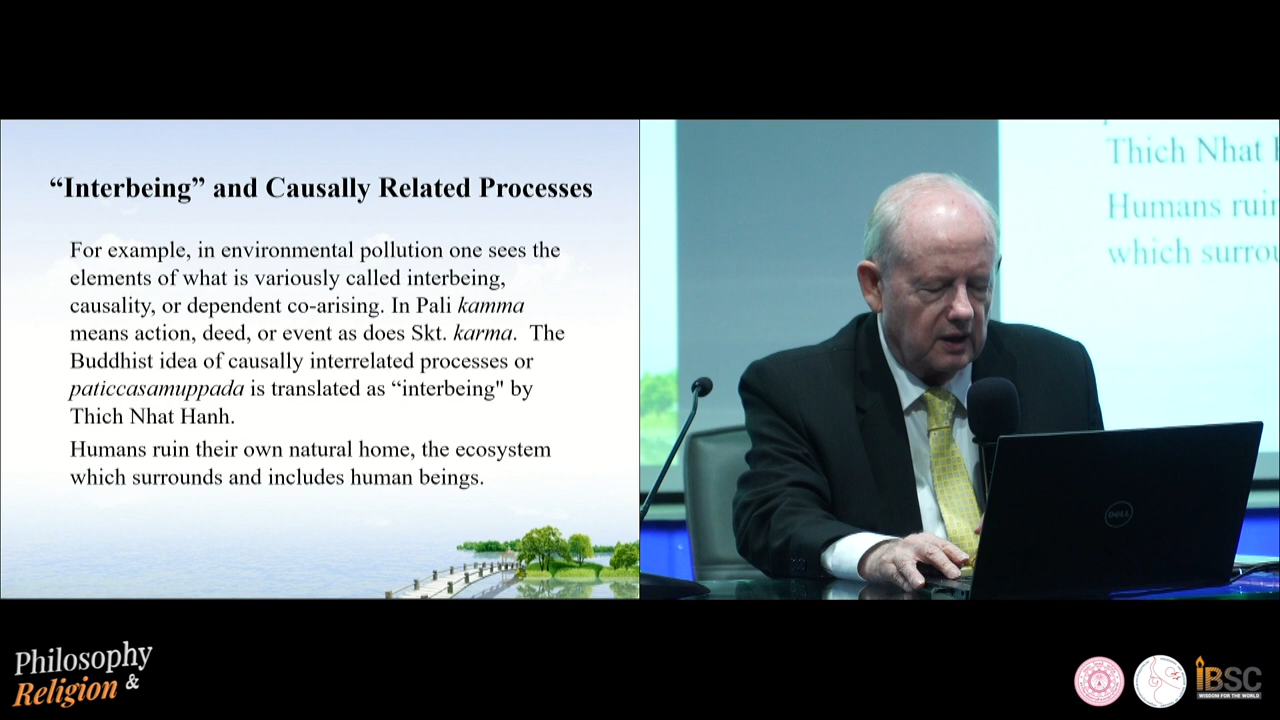 “Interbeing” and Causally Related Processes
For example, in environmental pollution one sees the
elements of what is variously called interbeing,
causality, or dependent co-arising. In Pali kamma
means action, deed, or event as does Skt. karma. The
Buddhist idea of causally interrelated processes or
paticcasamuppada is translated as “interbeing" by
Thich Nhat Hanh.
Humans ruin their own natural home, the ecosystem
which surrounds and includes human beings.
Thich Nhat
Humans ruin
which surrou
DELL
Philosophy
Religion &
iBSC
WISDOM FOR THE WORLD